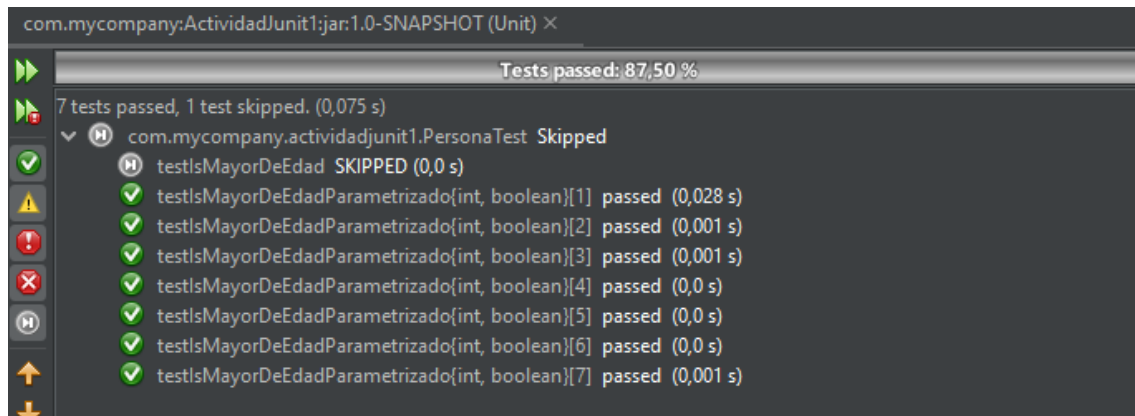 com.mycompany:ActividadJunit1:jar:1.0-SNAPSHOT (Unit) ×
Tests passed: 87,50 %
7 tests passed, 1 test skipped. (0,075 s)
com.mycompany.actividadjunit1.PersonaTest Skipped
testIsMayorDeEdad SKIPPED (0,0 s)
testIsMayorDeEdadParametrizado{int, boolean}[1] passed (0,028 s)
testIsMayorDeEdadParametrizado{int, boolean}[2] passed (0,001 s)
testIsMayorDeEdadParametrizado{int, boolean}[3] passed (0,001 s)
testIsMayorDeEdadParametrizado{int, boolean}[4] passed (0,0 s)
testIsMayorDeEdadParametrizado{int, boolean}[5] passed (0,0 s)
testIsMayorDeEdadParametrizado{int, boolean}[6] passed (0,0 s)
testIsMayorDeEdadParametrizado{int, boolean}[7] passed (0,001 s)